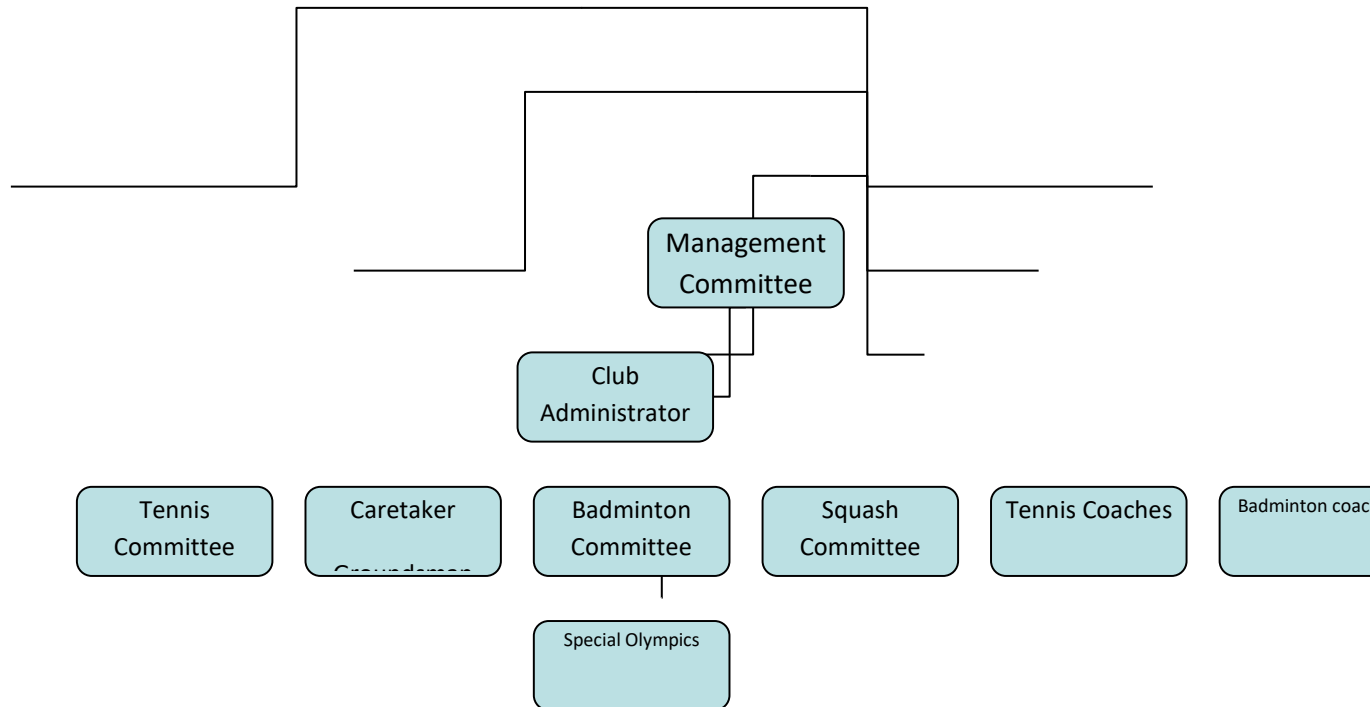 Management
Committee
Club
Administrator
Tennis
Committee
Caretaker
Badminton
Committee
Squash
Committee
Tennis Coaches
Badminton coac
Special Olympics